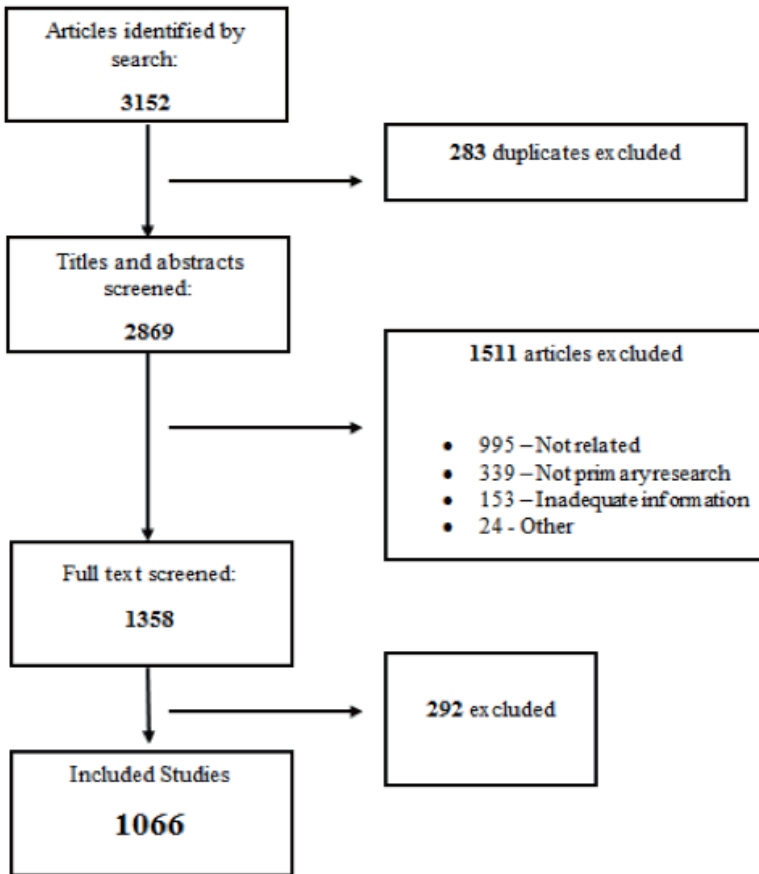 Articles identified by
search:
3152
283 duplicates excluded
Titles and abstracts
screened:
2869
1511 articles excluded
• 995 – Not related
• 339 – Not primary research
• 153 – Inadequate information
• 24 - Other
Full text screened:
1358
292 excluded
Included Studies
1066